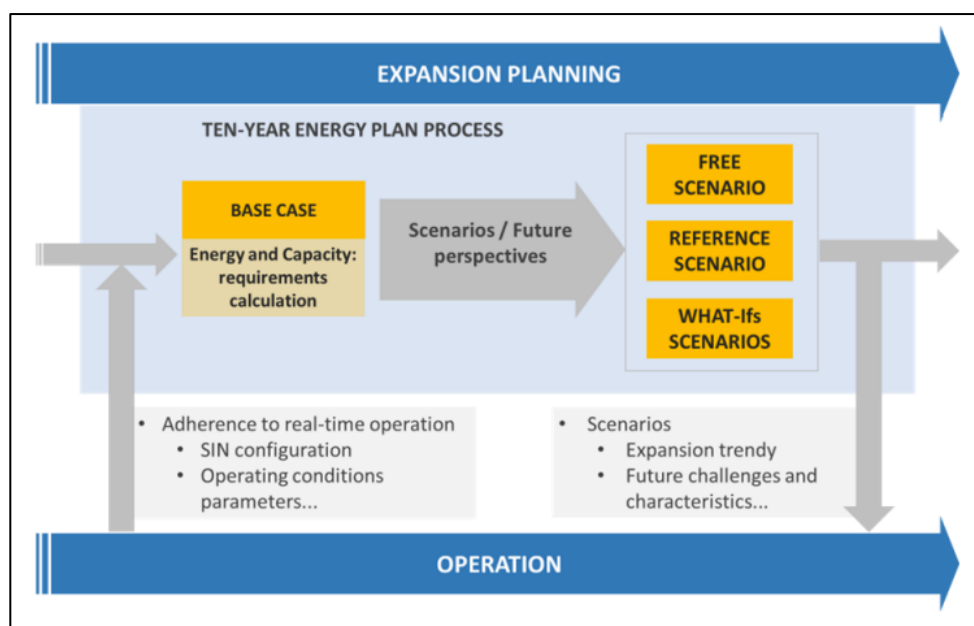 EXPANSION PLANNING
TEN-YEAR ENERGY PLAN PROCESS
BASE CASE
Energy and Capacity:
requirements
calculation
Scenarios / Future
perspectives
FREE
SCENARIO
REFERENCE
SCENARIO
WHAT-Ifs
SCENARIOS
• Adherence to real-time operation
• SIN configuration
• Operating conditions
parameters...
• Scenarios
• Expansion trendy
• Future challenges and
characteristics...
OPERATION